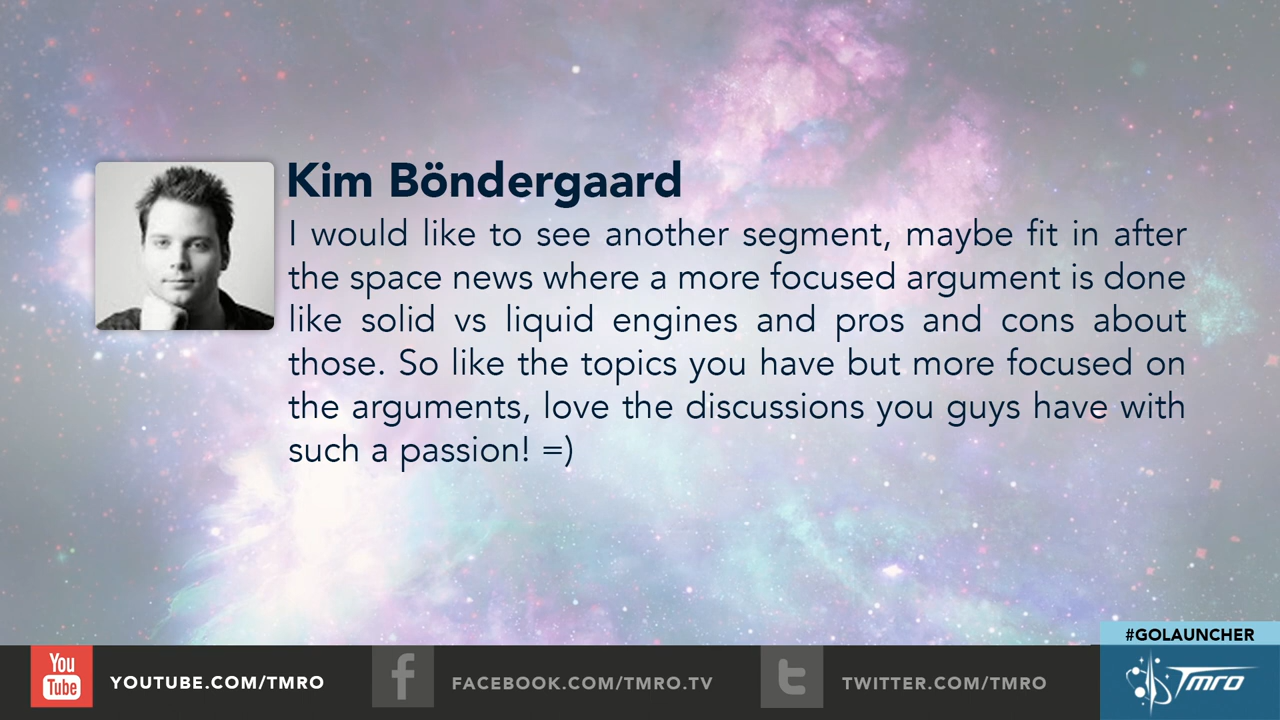 Kim Böndergaard
I would like to see another segment, maybe fit in after
the space news where a more focused argument is done
like solid vs liquid engines and pros and cons about
those. So like the topics you have but more focused on
the arguments, love the discussions you guys have with
such a passion! =)
#GOLAUNCHER
You
Tube
YOUTUBE.COM/TMRO
f
FACEBOOK.COM/TMRO.TV
t
TWITTER.COM/TMRO
Tmro